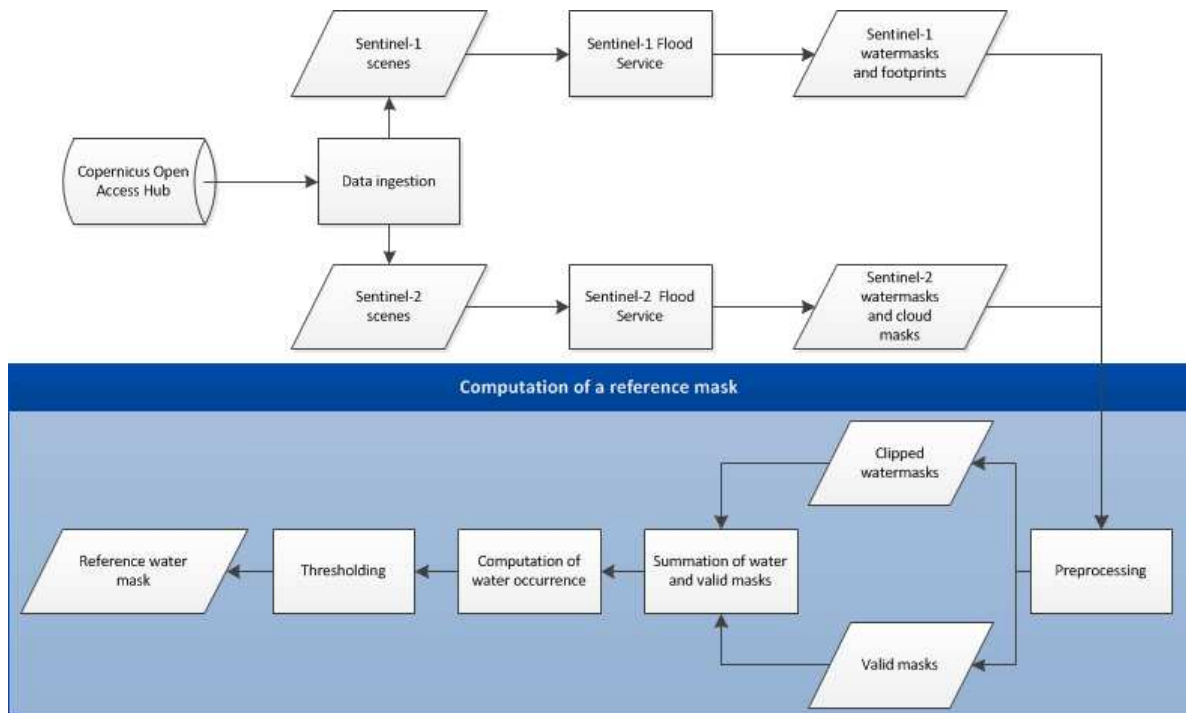 Sentinel-1
scenes
Sentinel-1 Flood
Service
Sentinel-1
watermasks
and footprints
Copernicus Open
Access Hub
Data ingestion
Sentinel-2
scenes
Sentinel-2 Flood
Service
Sentinel-2
watermasks
and cloud
masks
Computation of a reference mask
Clipped
watermasks
Reference water
mask
Thresholding
Computation of
water occurrence
Summation of water
and valid masks
Preprocessing
Valid masks